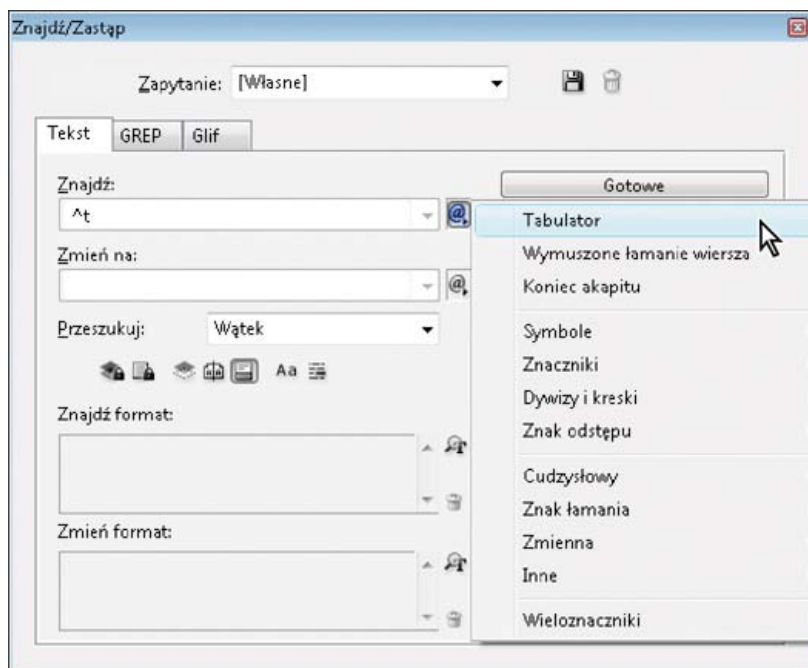 Znajdź/Zastąp
Zapytanie: [Własne]
Tekst GREP Glif
Znajdź: Gotowe
^t
Tabulator
Zmień na:
Wymuszone łamanie wiersza
Koniec akapitu
Przeszukuj: Wątek
Symbole
Znaczniki
Aa
Dywizy i kreski
Znajdź format:
Znak odstępu
Cudzysłowy
Znak łamania
Zmień format:
Zmienna
Inne
Wieloznaczniki